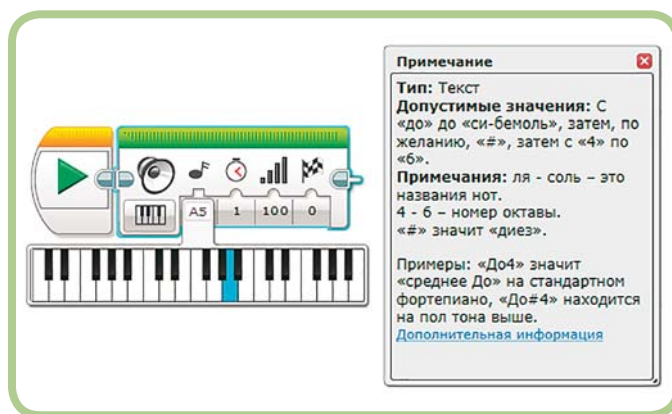 A5 1 100 0
Примечание
Тип: Текст
Допустимые значения: С
«до» до «си-бемоль», затем, по
желанию, «#», затем с «4» по
«6».
Примечания: ля - соль – это
названия нот.
4 - 6 – номер октавы.
«#» значит «диез».
Примеры: «До4» значит
«среднее До» на стандартном
фортепиано, «До#4» находится
на пол тона выше.
Дополнительная информация